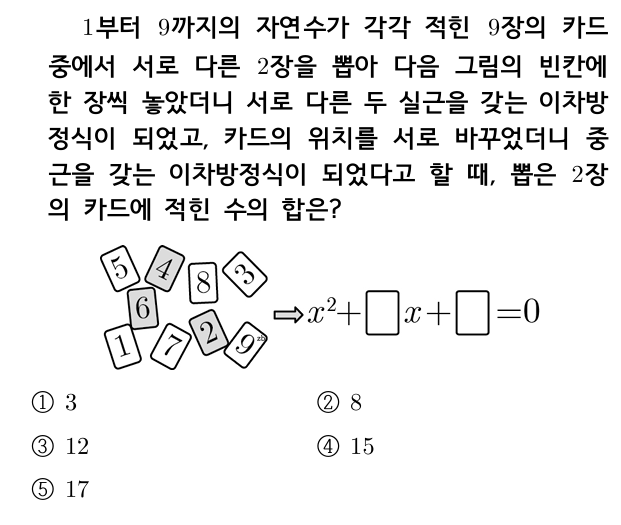 1부터 9까지의 자연수가 각각 적힌 9장의 카드
중에서 서로 다른 2장을 뽑아 다음 그림의 빈칸에
한 장씩 놓았더니 서로 다른 두 실근을 갖는 이차방
정식이 되었고, 카드의 위치를 서로 바꾸었더니 중
근을 갖는 이차방정식이 되었다고 할 때, 뽑은 2장
의 카드에 적힌 수의 합은?
5 4 8 3
6
1 7 2 9
⇨ x²+□x+□=0
① 3 ② 8
③ 12 ④ 15
⑤ 17